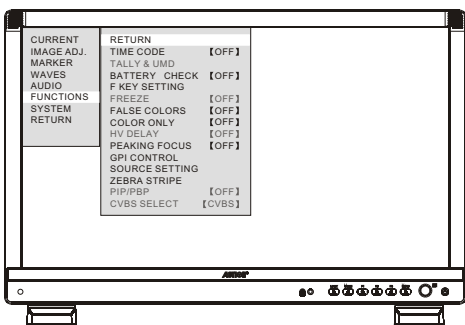 CURRENT
IMAGE ADJ.
MARKER
WAVES
AUDIO
FUNCTIONS
SYSTEM
RETURN
RETURN
TIME CODE 【OFF】
TALLY & UMD
BATTERY CHECK 【OFF】
F KEY SETTING
FREEZE 【OFF】
FALSE COLORS 【OFF】
COLOR ONLY 【OFF】
HV DELAY 【OFF】
PEAKING FOCUS 【OFF】
GPI CONTROL
SOURCE SETTING
ZEBRA STRIPE
PIP/PBP 【OFF】
CVBS SELECT 【CVBS】